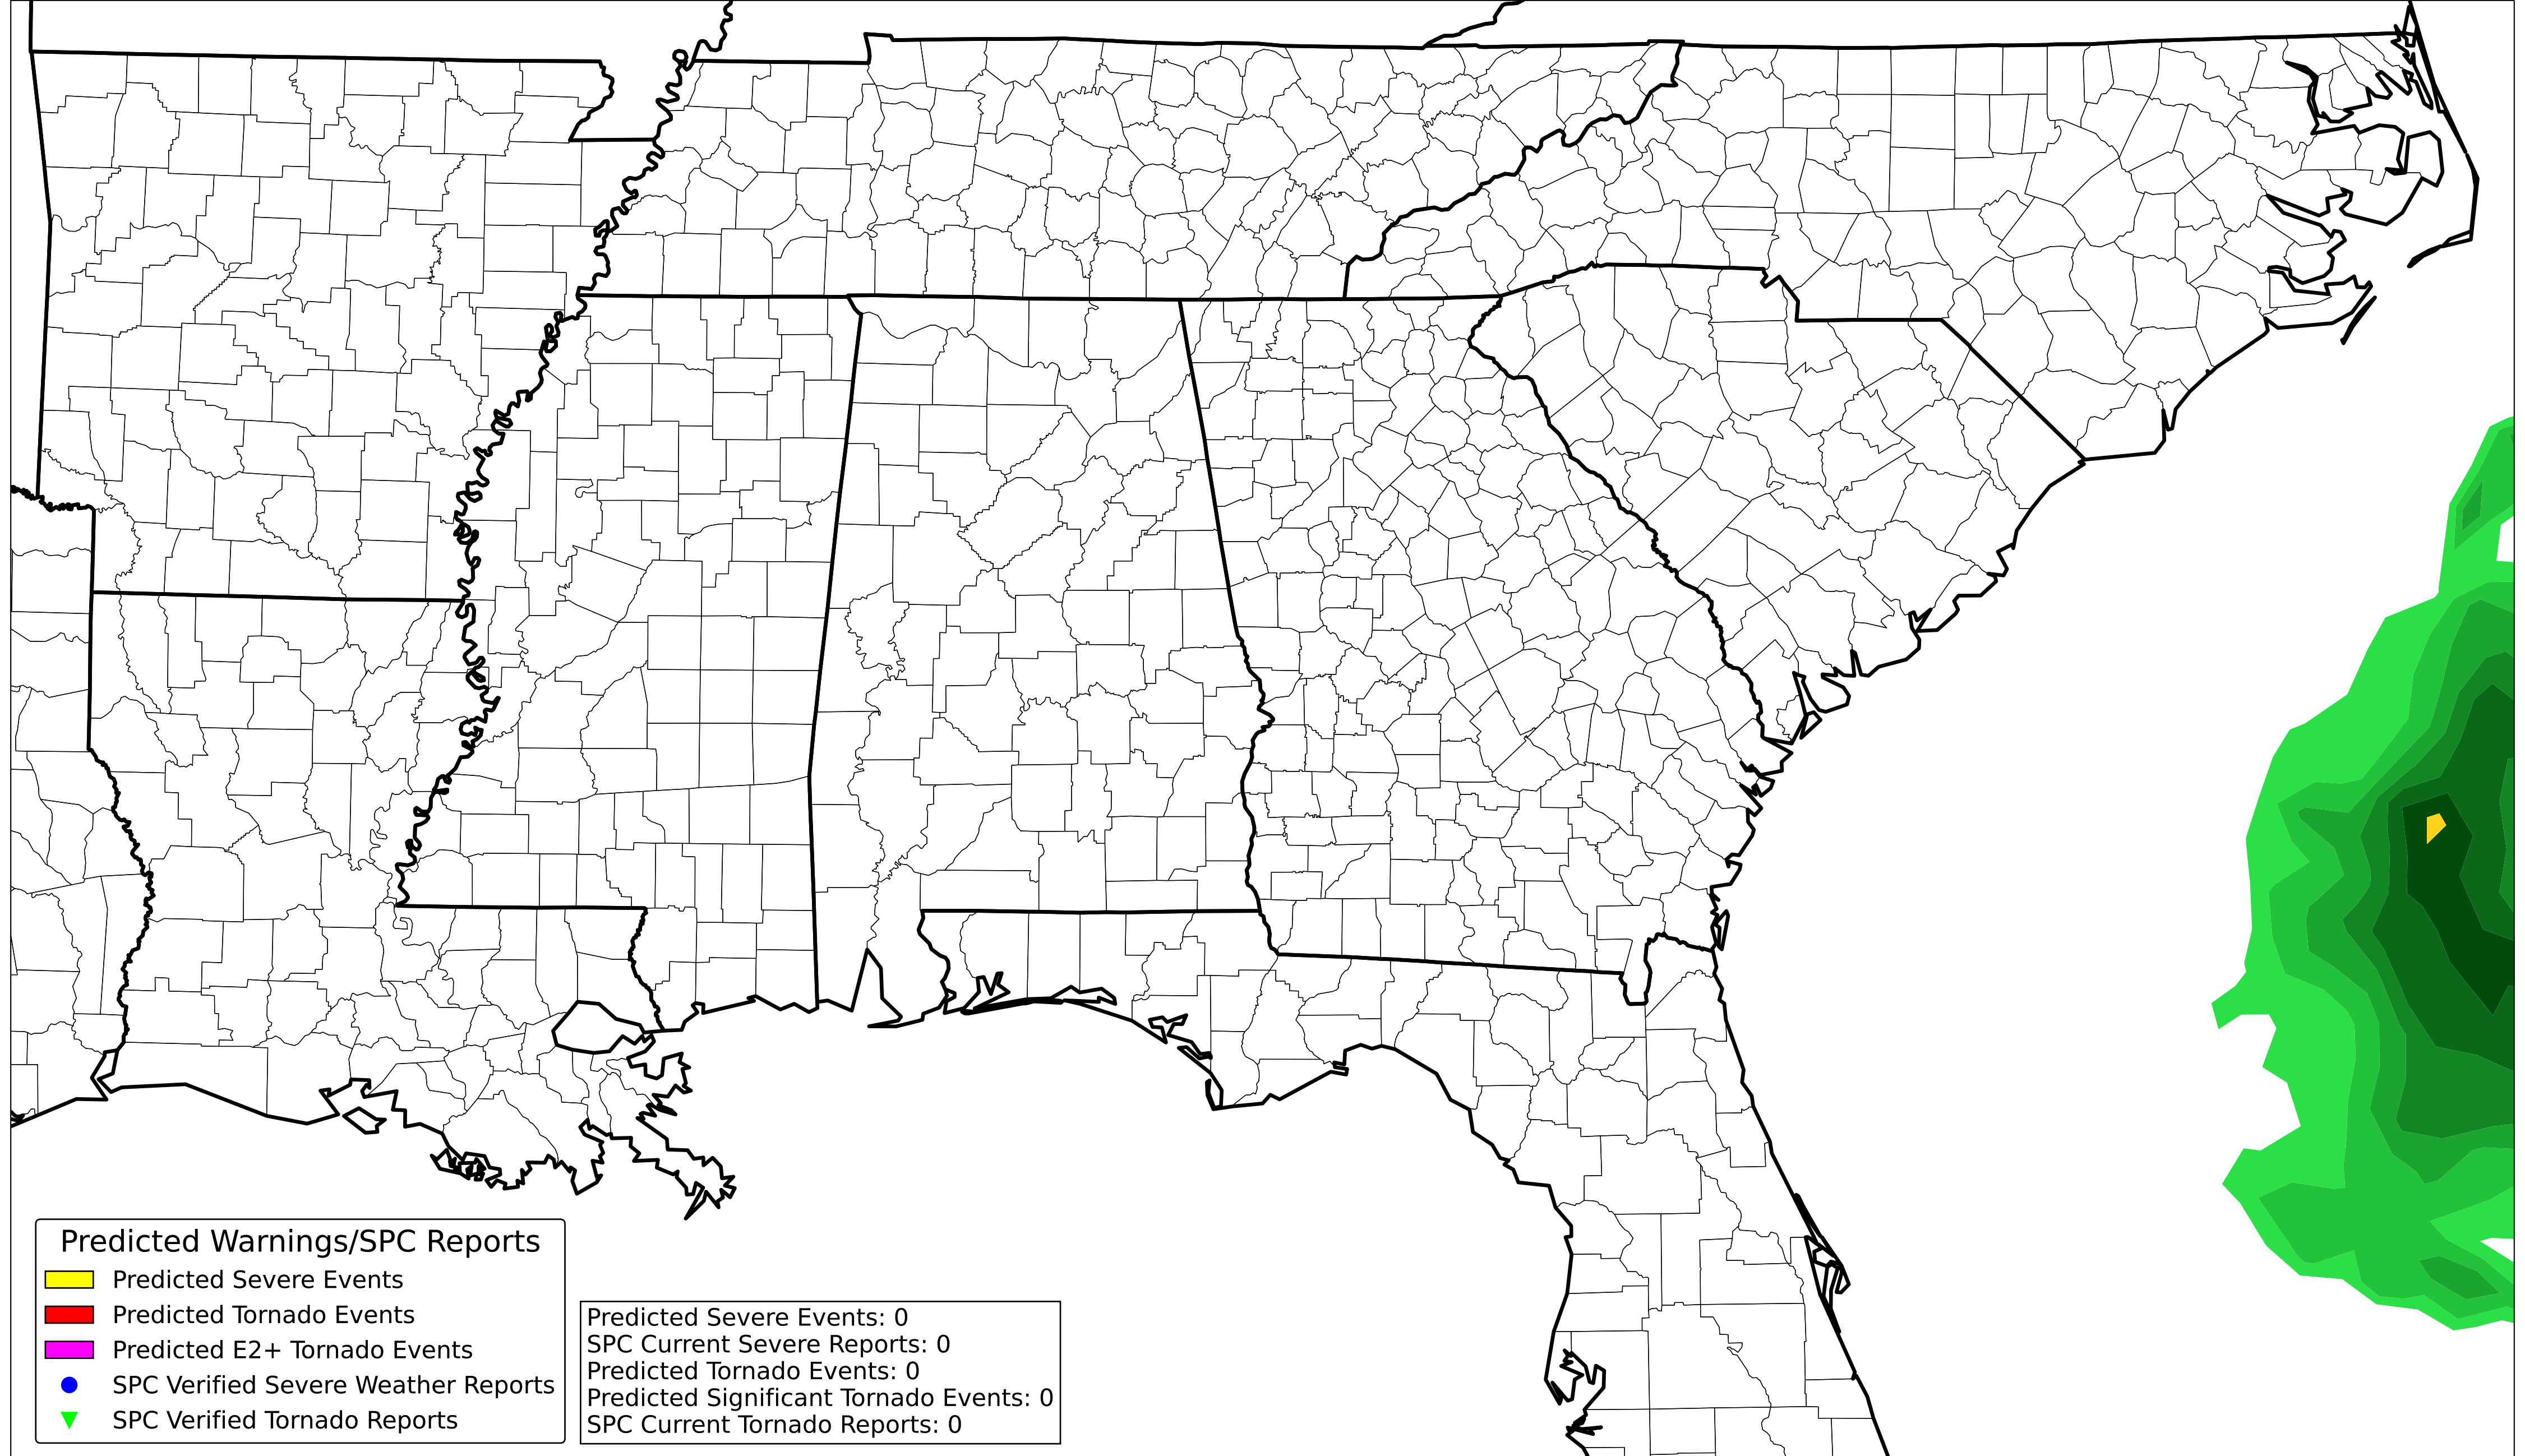 Predicted Warnings/SPC Reports
Predicted Severe Events
Predicted Tornado Events
Predicted E2+ Tornado Events
SPC Verified Severe Weather Reports
SPC Verified Tornado Reports
Predicted Severe Events: 0
SPC Current Severe Reports: 0
Predicted Tornado Events: 0
Predicted Significant Tornado Events: 0
SPC Current Tornado Reports: 0